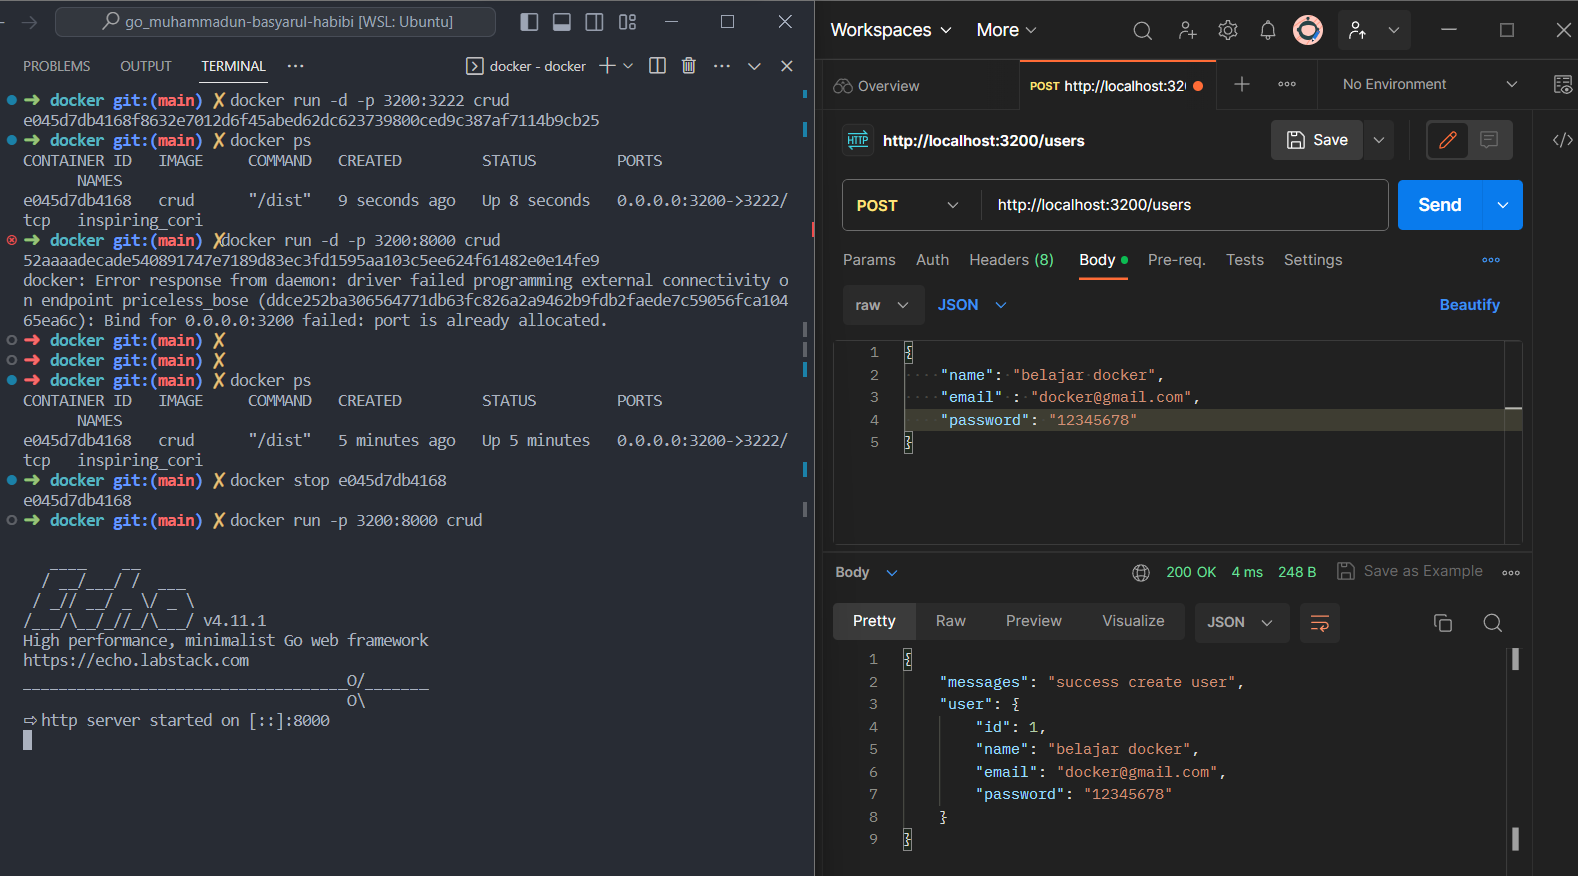 go_muhammadun-basyarul-habibi [WSL: Ubuntu]
PROBLEMS OUTPUT TERMINAL ··· docker - docker
➜ docker git:(main) ✗ docker run -d -p 3200:3222 crud
e045d7db4168f8632e7012d6f45abed62dc623739800ced9c387af7114b9cb25
➜ docker git:(main) ✗ docker ps
CONTAINER ID   IMAGE     COMMAND   CREATED         STATUS         PORTS
      NAMES
e045d7db4168   crud      "/dist"   9 seconds ago   Up 8 seconds   0.0.0.0:3200->3222/
tcp   inspiring_cori
➜ docker git:(main) ✗docker run -d -p 3200:8000 crud
52aaaadecade540891747e7189d83ec3fd1595aa103c5ee624f61482e0e14fe9
docker: Error response from daemon: driver failed programming external connectivity o
n endpoint priceless_bose (ddce252ba306564771db63fc826a2a9462b9fdb2faede7c59056fca104
65ea6c): Bind for 0.0.0.0:3200 failed: port is already allocated.
➜ docker git:(main) ✗
➜ docker git:(main) ✗
➜ docker git:(main) ✗ docker ps
CONTAINER ID   IMAGE     COMMAND   CREATED         STATUS         PORTS
      NAMES
e045d7db4168   crud      "/dist"   5 minutes ago   Up 5 minutes   0.0.0.0:3200->3222/
tcp   inspiring_cori
➜ docker git:(main) ✗ docker stop e045d7db4168
e045d7db4168
➜ docker git:(main) ✗ docker run -p 3200:8000 crud
   ____    __
  / __/___/ /  ___
 / _// __/ _ \/ _ \
/___/\__/_//_/\___/ v4.11.1
High performance, minimalist Go web framework
https://echo.labstack.com
____________________________________O/_______
                                    O\
⇨ http server started on [::]:8000
Workspaces More
Overview POST http://localhost:320 No Environment
HTTP http://localhost:3200/users Save </>
POST http://localhost:3200/users Send
Params Auth Headers (8) Body Pre-req. Tests Settings
raw JSON Beautify
1 {
2     "name": "belajar docker",
3     "email" : "docker@gmail.com",
4     "password": "12345678"
5 }
Body 200 OK 4 ms 248 B Save as Example
Pretty Raw Preview Visualize JSON
1 {
2     "messages": "success create user",
3     "user": {
4         "id": 1,
5         "name": "belajar docker",
6         "email": "docker@gmail.com",
7         "password": "12345678"
8     }
9 }